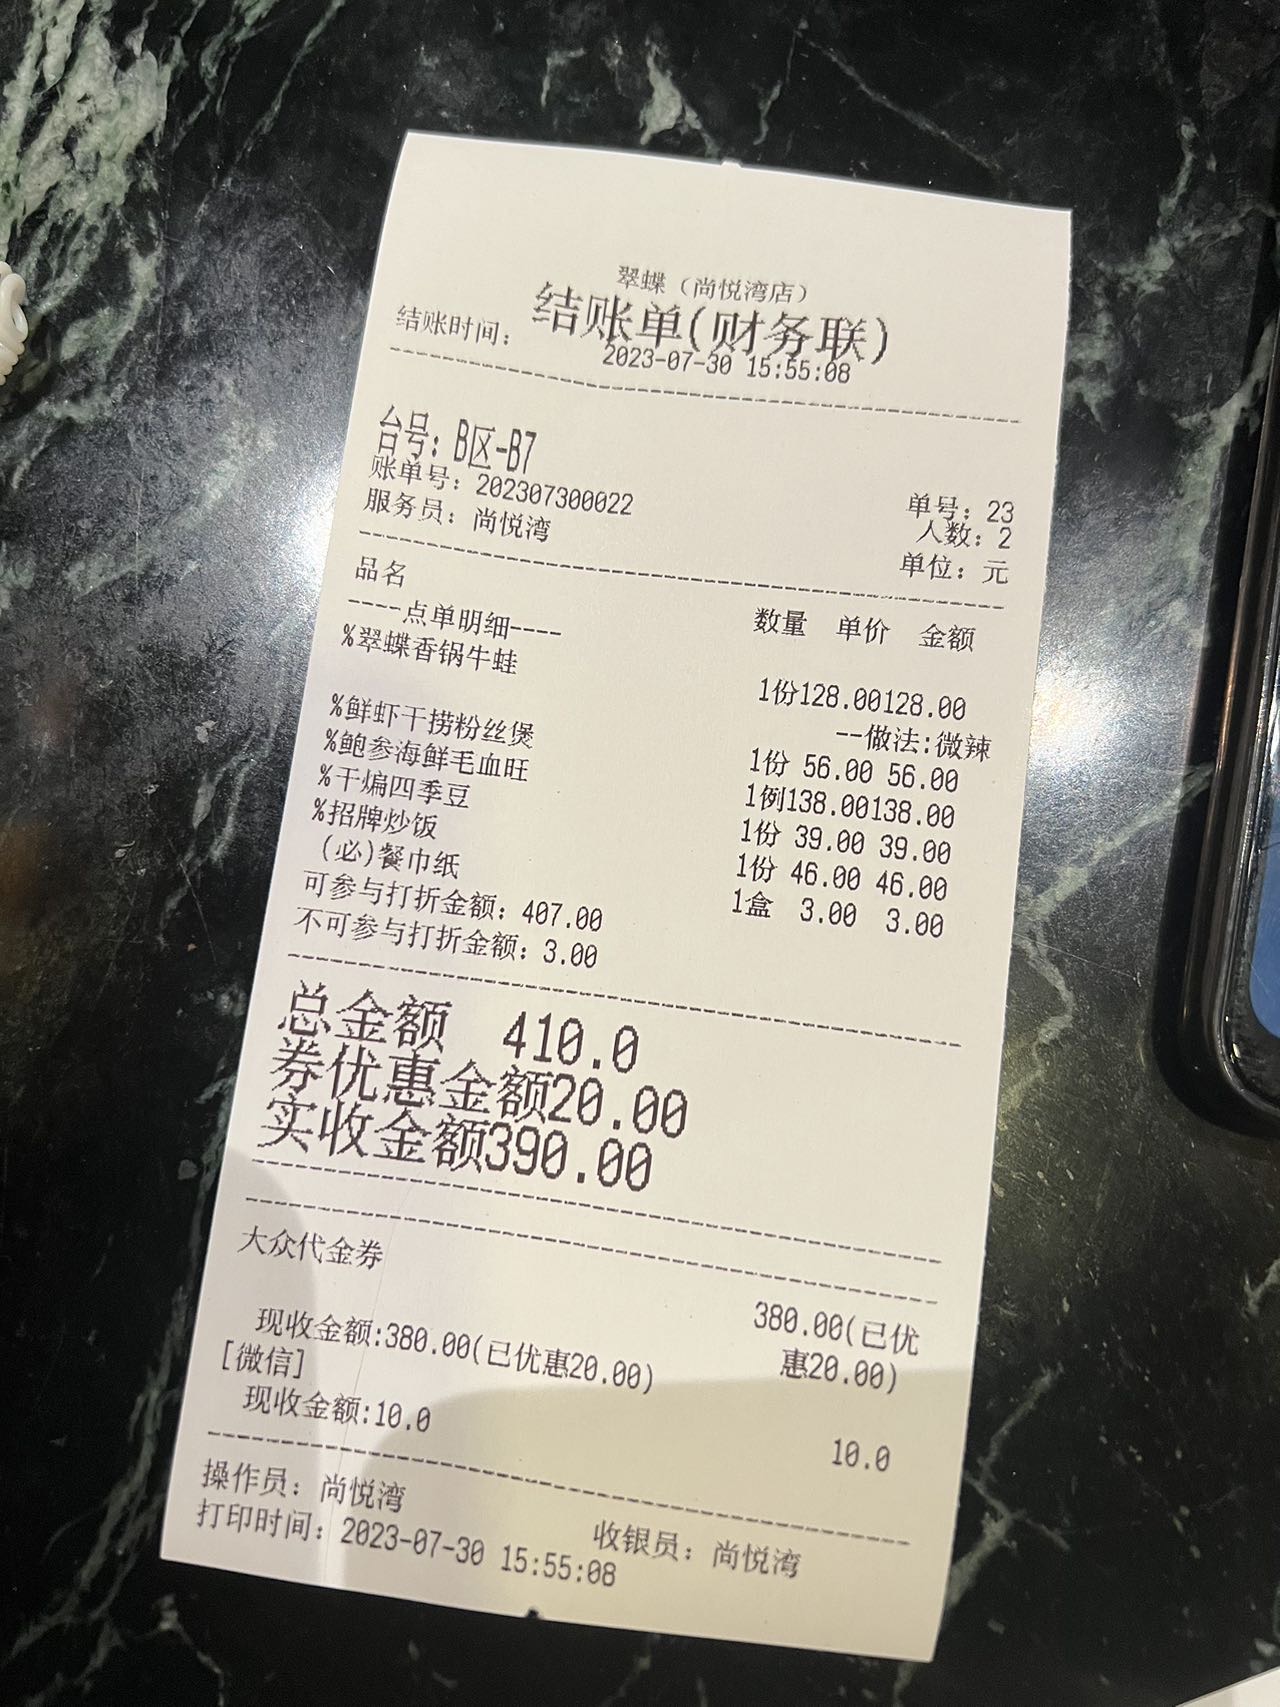 翠蝶（尚悦湾店）
结账单(财务联)
结账时间： 2023-07-30 15:55:08
台号：B区-B7
账单号：202307300022 单号：23
服务员：尚悦湾 人数：2
单位：元
品名 数量 单价 金额
----点单明细----
%翠蝶香锅牛蛙 1份128.00128.00
--做法:微辣
%鲜虾干捞粉丝煲 1份 56.00 56.00
%鲍参海鲜毛血旺 1例138.00138.00
%干煸四季豆 1份 39.00 39.00
%招牌炒饭 1份 46.00 46.00
(必)餐巾纸 1盒 3.00 3.00
可参与打折金额：407.00
不可参与打折金额：3.00
总金额 410.0
券优惠金额20.00
实收金额390.00
大众代金券 380.00(已优
惠20.00)
现收金额:380.00(已优惠20.00)
[微信] 10.0
现收金额:10.0
操作员：尚悦湾 收银员：尚悦湾
打印时间：2023-07-30 15:55:08